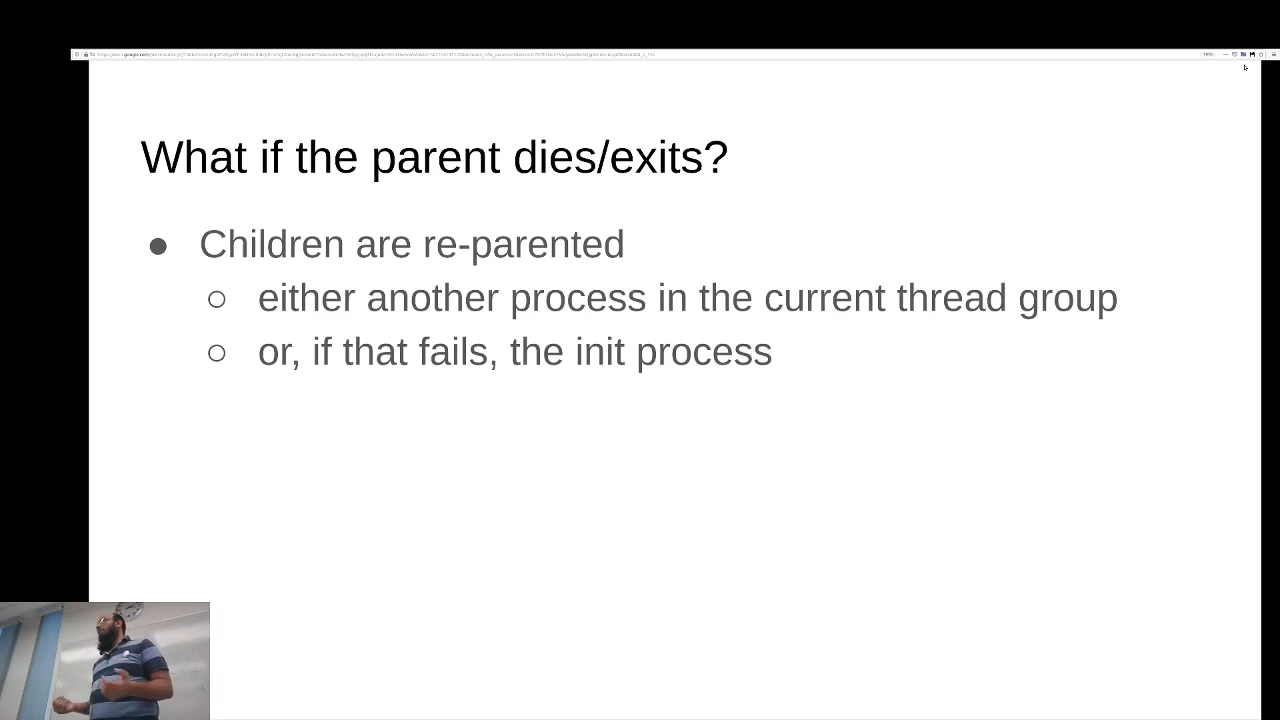 What if the parent dies/exits?
● Children are re-parented
○ either another process in the current thread group
○ or, if that fails, the init process